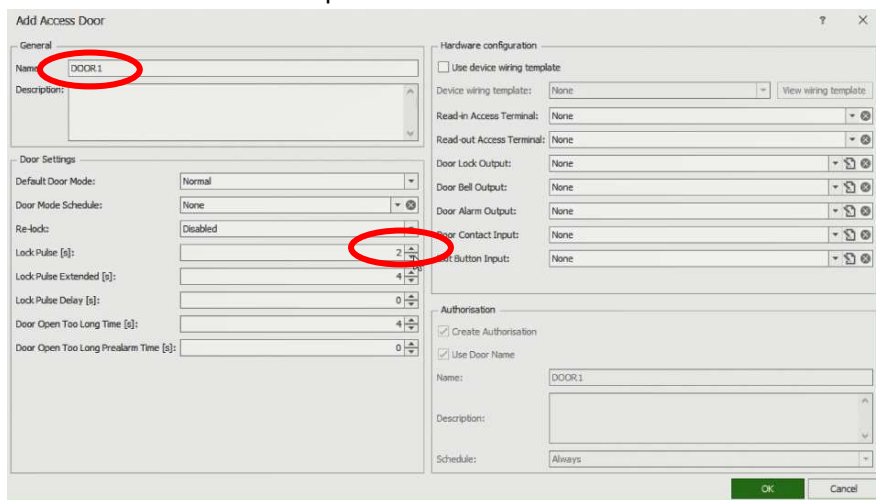 Add Access Door
? ×
General
Name: DOOR1
Description:
Door Settings
Default Door Mode: Normal
Door Mode Schedule: None
Re-lock: Disabled
Lock Pulse [s]: 2
Lock Pulse Extended [s]: 4
Lock Pulse Delay [s]: 0
Door Open Too Long Time [s]: 4
Door Open Too Long Prealarm Time [s]: 0
Hardware configuration
Use device wiring template
Device wiring template: None View wiring template
Read-in Access Terminal: None
Read-out Access Terminal: None
Door Lock Output: None
Door Bell Output: None
Door Alarm Output: None
Door Contact Input: None
Button Input: None
Authorisation
Create Authorisation
Use Door Name
Name: DOOR1
Description:
Schedule: Always
OK Cancel